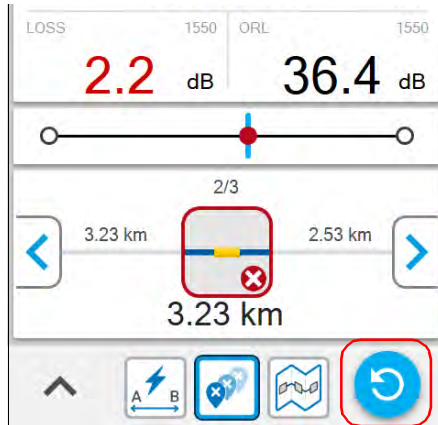 LOSS 1550 ORL 1550
2.2 dB 36.4 dB
2/3
3.23 km 2.53 km
3.23 km
A B